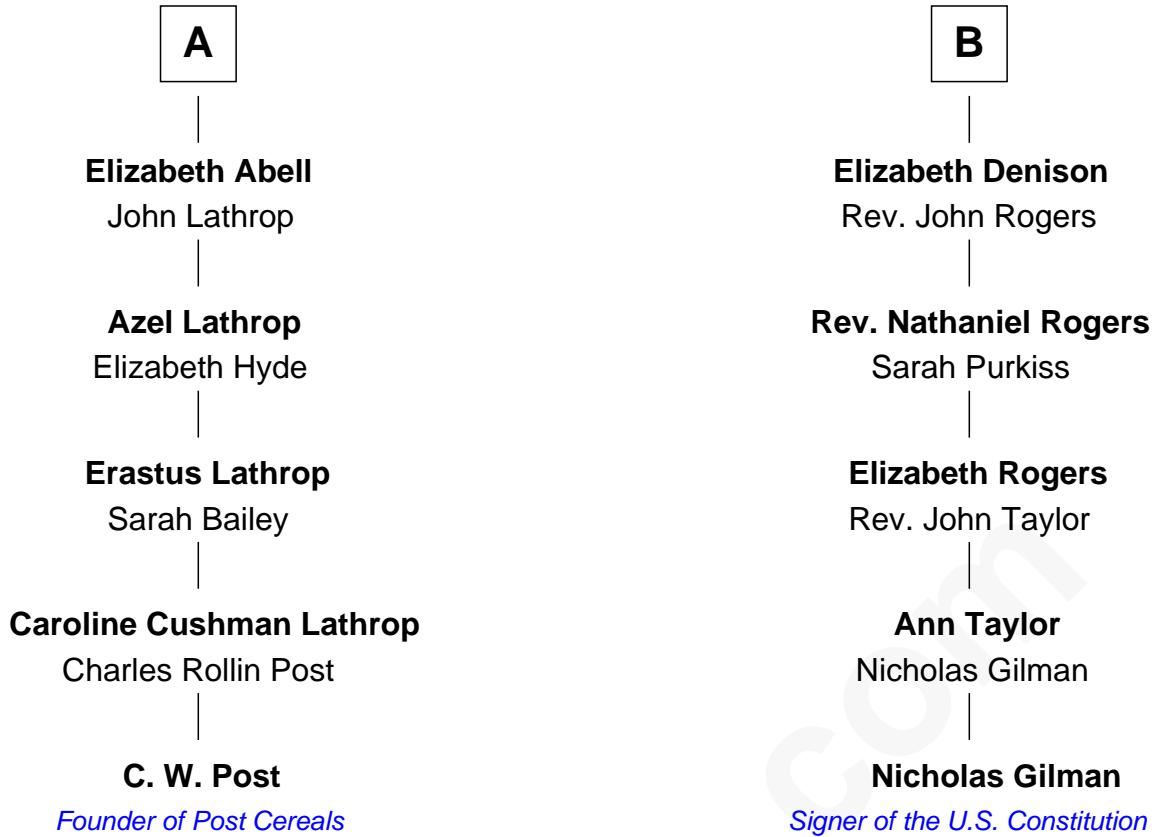 A
Elizabeth Abell
John Lathrop
Azel Lathrop
Elizabeth Hyde
Erastus Lathrop
Sarah Bailey
Caroline Cushman Lathrop
Charles Rollin Post
C. W. Post
Founder of Post Cereals
B
Elizabeth Denison
Rev. John Rogers
Rev. Nathaniel Rogers
Sarah Purkiss
Elizabeth Rogers
Rev. John Taylor
Ann Taylor
Nicholas Gilman
Nicholas Gilman
Signer of the U.S. Constitution
com